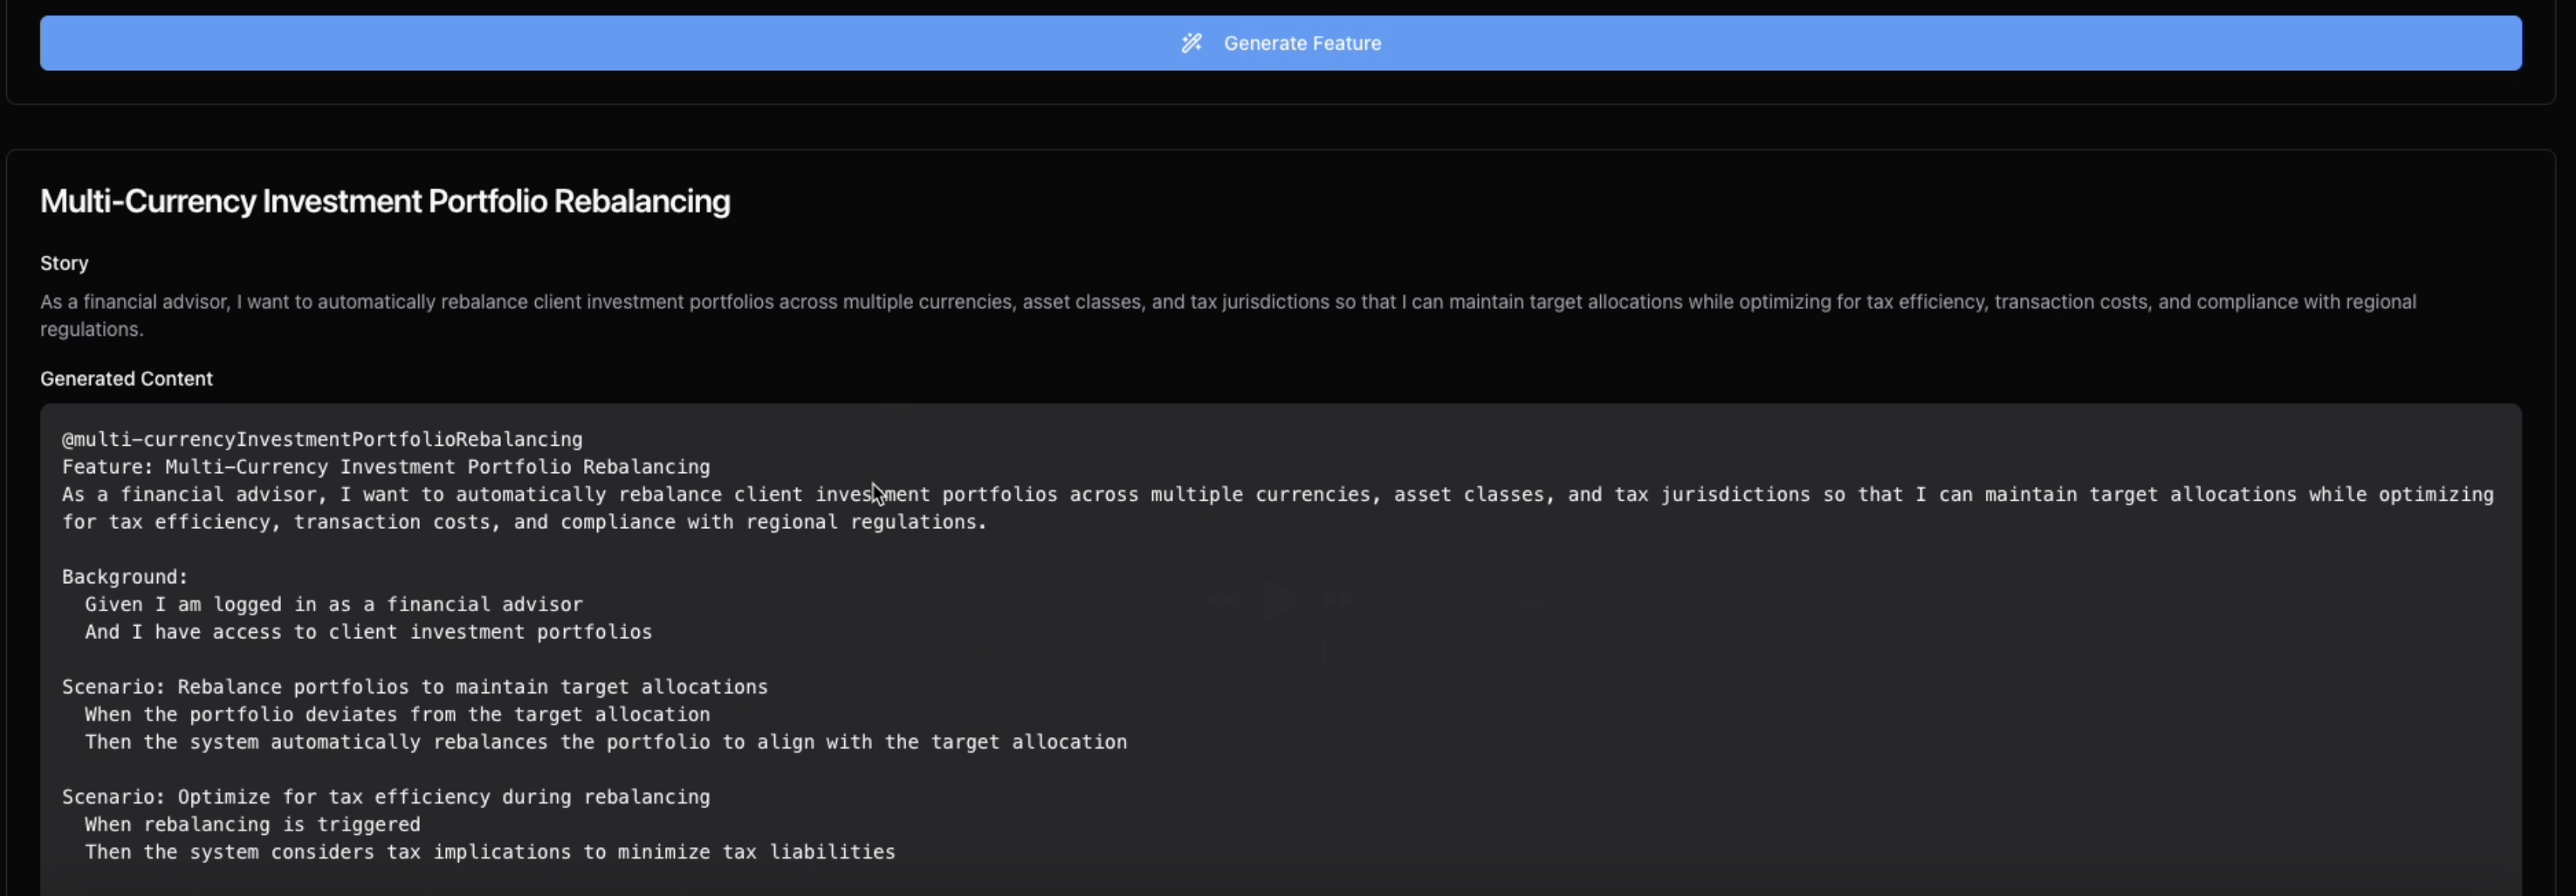 Generate Feature
Multi-Currency Investment Portfolio Rebalancing
Story
As a financial advisor, I want to automatically rebalance client investment portfolios across multiple currencies, asset classes, and tax jurisdictions so that I can maintain target allocations while optimizing for tax efficiency, transaction costs, and compliance with regional
regulations.
Generated Content
@multi-currencyInvestmentPortfolioRebalancing
Feature: Multi-Currency Investment Portfolio Rebalancing
As a financial advisor, I want to automatically rebalance client investment portfolios across multiple currencies, asset classes, and tax jurisdictions so that I can maintain target allocations while optimizing
for tax efficiency, transaction costs, and compliance with regional regulations.
Background:
Given I am logged in as a financial advisor
And I have access to client investment portfolios
Scenario: Rebalance portfolios to maintain target allocations
When the portfolio deviates from the target allocation
Then the system automatically rebalances the portfolio to align with the target allocation
Scenario: Optimize for tax efficiency during rebalancing
When rebalancing is triggered
Then the system considers tax implications to minimize tax liabilities